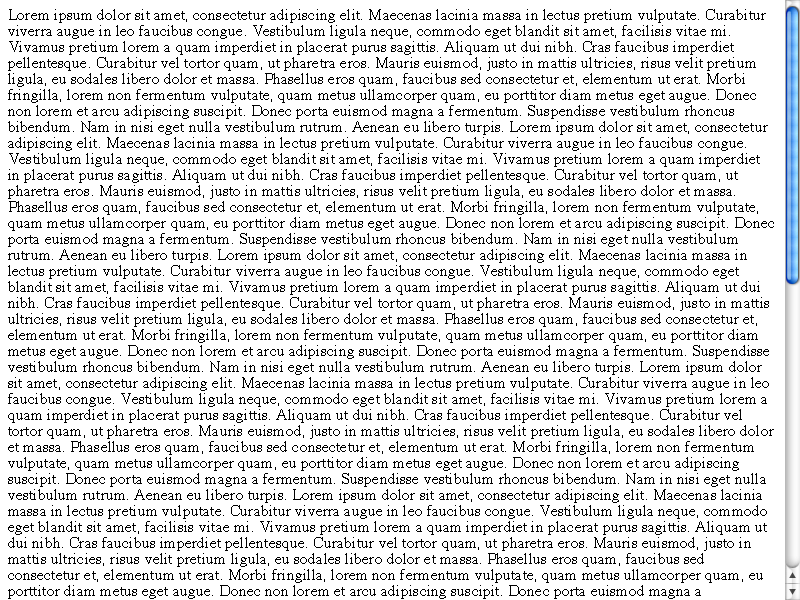 Lorem ipsum dolor sit amet, consectetur adipiscing elit. Maecenas lacinia massa in lectus pretium vulputate. Curabitur
viverra augue in leo faucibus congue. Vestibulum ligula neque, commodo eget blandit sit amet, facilisis vitae mi.
Vivamus pretium lorem a quam imperdiet in placerat purus sagittis. Aliquam ut dui nibh. Cras faucibus imperdiet
pellentesque. Curabitur vel tortor quam, ut pharetra eros. Mauris euismod, justo in mattis ultricies, risus velit pretium
ligula, eu sodales libero dolor et massa. Phasellus eros quam, faucibus sed consectetur et, elementum ut erat. Morbi
fringilla, lorem non fermentum vulputate, quam metus ullamcorper quam, eu porttitor diam metus eget augue. Donec
non lorem et arcu adipiscing suscipit. Donec porta euismod magna a fermentum. Suspendisse vestibulum rhoncus
bibendum. Nam in nisi eget nulla vestibulum rutrum. Aenean eu libero turpis. Lorem ipsum dolor sit amet, consectetur
adipiscing elit. Maecenas lacinia massa in lectus pretium vulputate. Curabitur viverra augue in leo faucibus congue.
Vestibulum ligula neque, commodo eget blandit sit amet, facilisis vitae mi. Vivamus pretium lorem a quam imperdiet
in placerat purus sagittis. Aliquam ut dui nibh. Cras faucibus imperdiet pellentesque. Curabitur vel tortor quam, ut
pharetra eros. Mauris euismod, justo in mattis ultricies, risus velit pretium ligula, eu sodales libero dolor et massa.
Phasellus eros quam, faucibus sed consectetur et, elementum ut erat. Morbi fringilla, lorem non fermentum vulputate,
quam metus ullamcorper quam, eu porttitor diam metus eget augue. Donec non lorem et arcu adipiscing suscipit. Donec
porta euismod magna a fermentum. Suspendisse vestibulum rhoncus bibendum. Nam in nisi eget nulla vestibulum
rutrum. Aenean eu libero turpis. Lorem ipsum dolor sit amet, consectetur adipiscing elit. Maecenas lacinia massa in
lectus pretium vulputate. Curabitur viverra augue in leo faucibus congue. Vestibulum ligula neque, commodo eget
blandit sit amet, facilisis vitae mi. Vivamus pretium lorem a quam imperdiet in placerat purus sagittis. Aliquam ut dui
nibh. Cras faucibus imperdiet pellentesque. Curabitur vel tortor quam, ut pharetra eros. Mauris euismod, justo in mattis
ultricies, risus velit pretium ligula, eu sodales libero dolor et massa. Phasellus eros quam, faucibus sed consectetur et,
elementum ut erat. Morbi fringilla, lorem non fermentum vulputate, quam metus ullamcorper quam, eu porttitor diam
metus eget augue. Donec non lorem et arcu adipiscing suscipit. Donec porta euismod magna a fermentum. Suspendisse
vestibulum rhoncus bibendum. Nam in nisi eget nulla vestibulum rutrum. Aenean eu libero turpis. Lorem ipsum dolor
sit amet, consectetur adipiscing elit. Maecenas lacinia massa in lectus pretium vulputate. Curabitur viverra augue in leo
faucibus congue. Vestibulum ligula neque, commodo eget blandit sit amet, facilisis vitae mi. Vivamus pretium lorem a
quam imperdiet in placerat purus sagittis. Aliquam ut dui nibh. Cras faucibus imperdiet pellentesque. Curabitur vel
tortor quam, ut pharetra eros. Mauris euismod, justo in mattis ultricies, risus velit pretium ligula, eu sodales libero dolor
et massa. Phasellus eros quam, faucibus sed consectetur et, elementum ut erat. Morbi fringilla, lorem non fermentum
vulputate, quam metus ullamcorper quam, eu porttitor diam metus eget augue. Donec non lorem et arcu adipiscing
suscipit. Donec porta euismod magna a fermentum. Suspendisse vestibulum rhoncus bibendum. Nam in nisi eget nulla
vestibulum rutrum. Aenean eu libero turpis. Lorem ipsum dolor sit amet, consectetur adipiscing elit. Maecenas lacinia
massa in lectus pretium vulputate. Curabitur viverra augue in leo faucibus congue. Vestibulum ligula neque, commodo
eget blandit sit amet, facilisis vitae mi. Vivamus pretium lorem a quam imperdiet in placerat purus sagittis. Aliquam ut
dui nibh. Cras faucibus imperdiet pellentesque. Curabitur vel tortor quam, ut pharetra eros. Mauris euismod, justo in
mattis ultricies, risus velit pretium ligula, eu sodales libero dolor et massa. Phasellus eros quam, faucibus sed
consectetur et, elementum ut erat. Morbi fringilla, lorem non fermentum vulputate, quam metus ullamcorper quam, eu
porttitor diam metus eget augue. Donec non lorem et arcu adipiscing suscipit. Donec porta euismod magna a